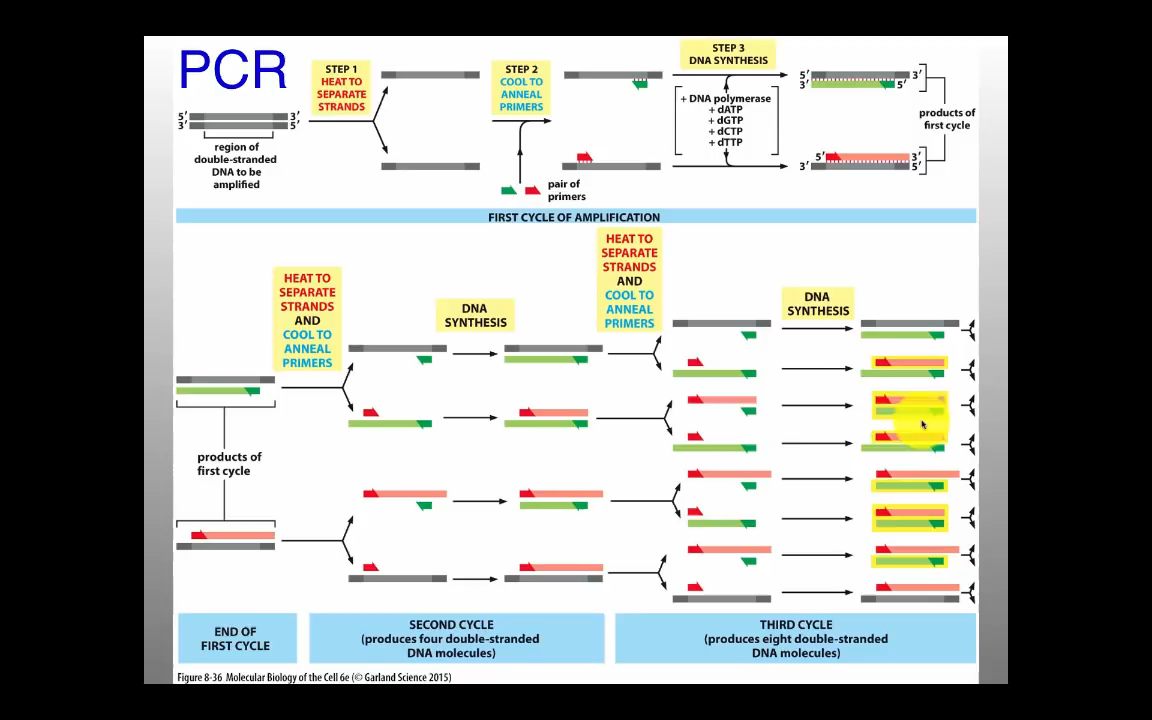 PCR
STEP 1
HEAT TO
SEPARATE
STRANDS
STEP 2
COOL TO
ANNEAL
PRIMERS
STEP 3
DNA SYNTHESIS
5′ 3′
3′ 5′
region of
double-stranded
DNA to be
amplified
pair of
primers
+ DNA polymerase
+ dATP
+ dGTP
+ dCTP
+ dTTP
5′ 3′
3′ 5′
5′ 3′
3′ 5′
products of
first cycle
FIRST CYCLE OF AMPLIFICATION
HEAT TO
SEPARATE
STRANDS
AND
COOL TO
ANNEAL
PRIMERS
DNA
SYNTHESIS
HEAT TO
SEPARATE
STRANDS
AND
COOL TO
ANNEAL
PRIMERS
DNA
SYNTHESIS
products of
first cycle
END OF
FIRST CYCLE
SECOND CYCLE
(produces four double-stranded
DNA molecules)
THIRD CYCLE
(produces eight double-stranded
DNA molecules)
Figure 8-36 Molecular Biology of the Cell 6e (© Garland Science 2015)